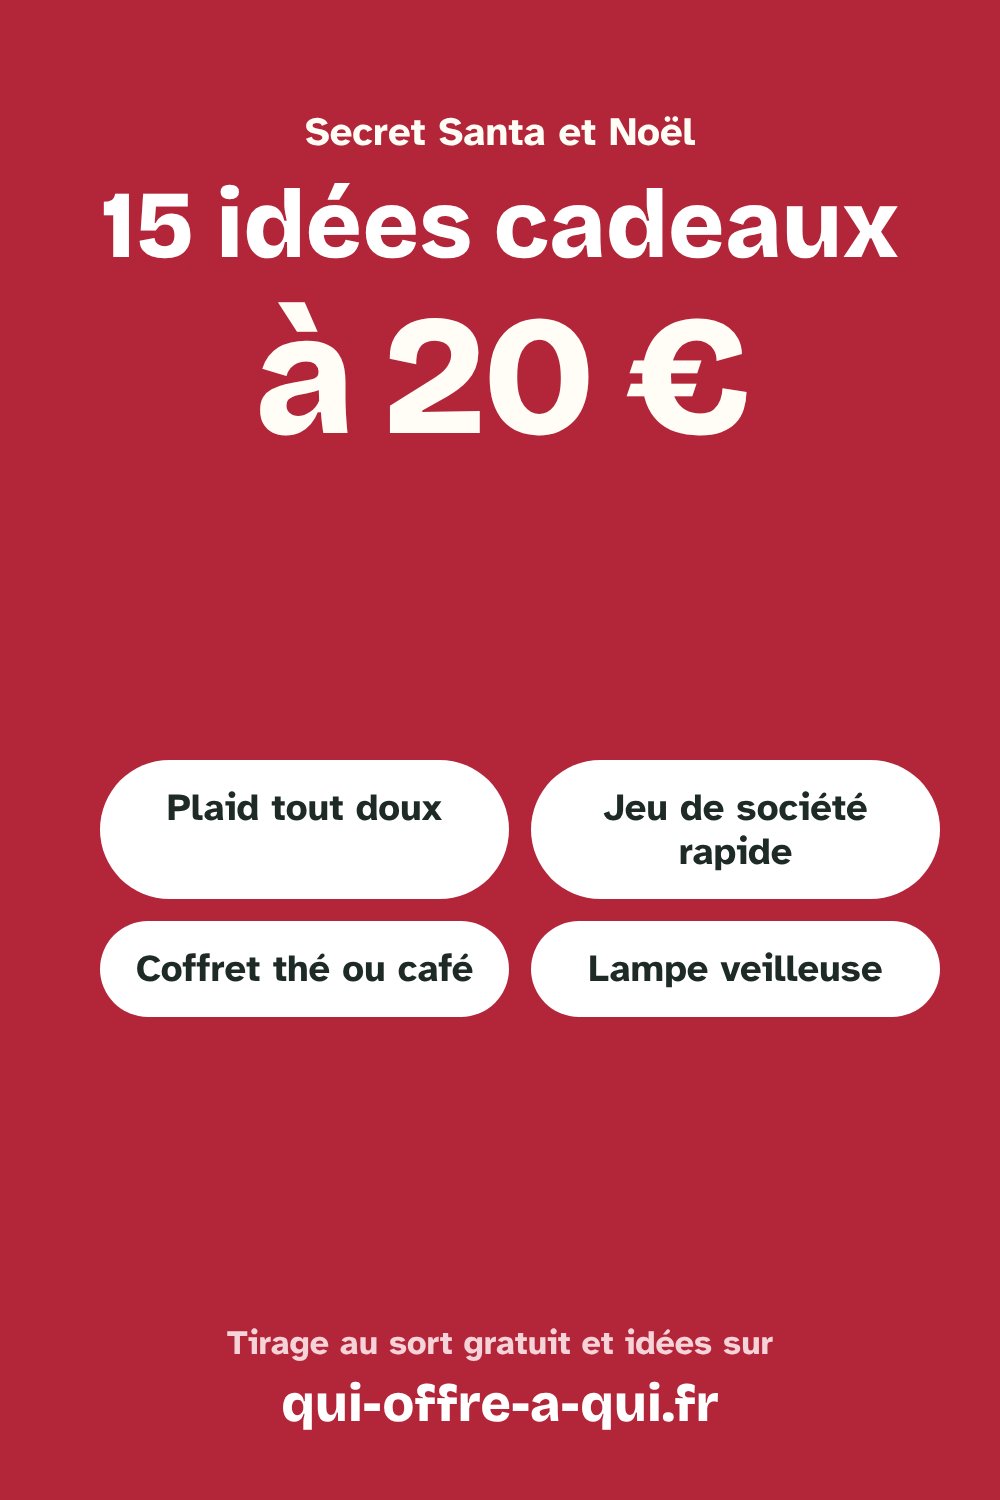 Secret Santa et Noël
15 idées cadeaux
à 20 €
Plaid tout doux
Jeu de société
rapide
Coffret thé ou café
Lampe veilleuse
Tirage au sort gratuit et idées sur
qui-offre-a-qui.fr